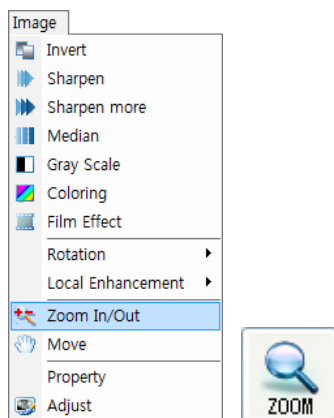 Image
Invert
Sharpen
Sharpen more
Median
Gray Scale
Coloring
Film Effect
Rotation
Local Enhancement
Zoom In/Out
Move
Property
Adjust
ZOOM